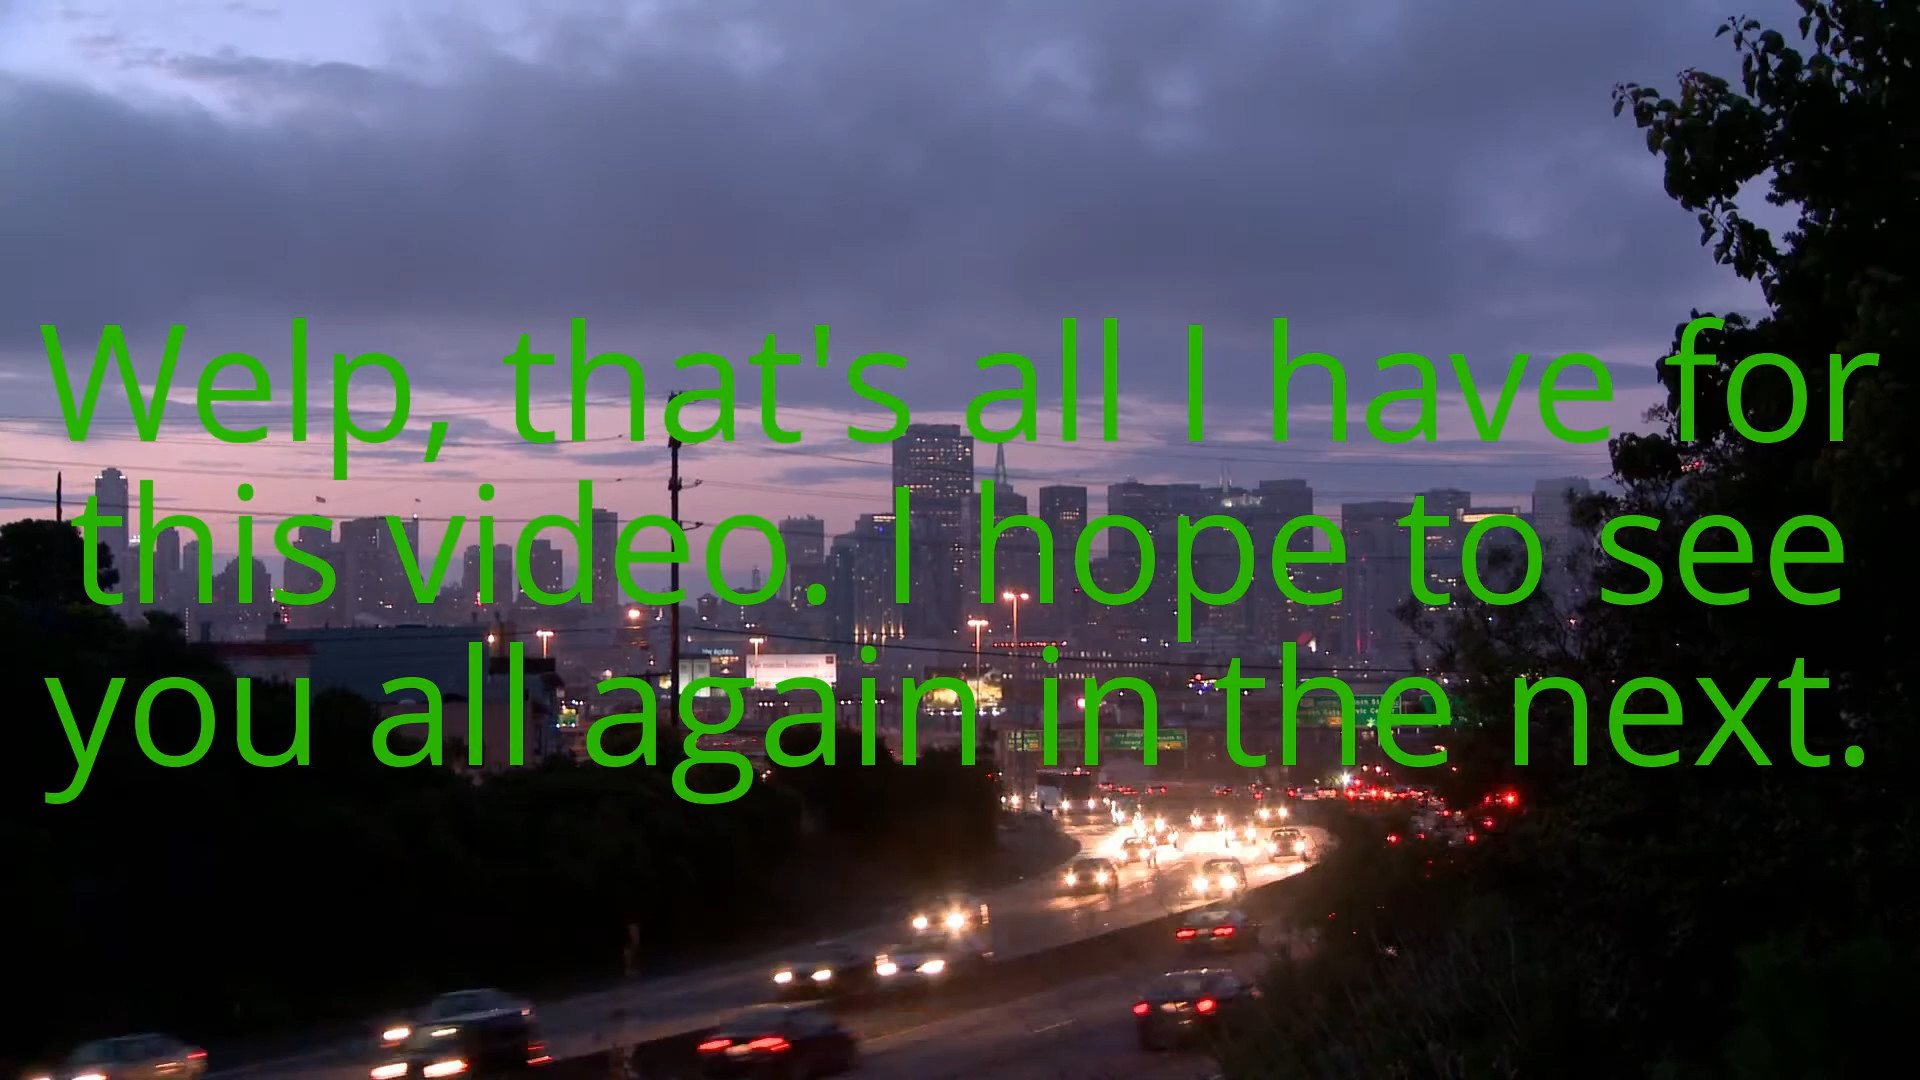 Welp, that's all I have for
this video. I hope to see
you all again in the next.